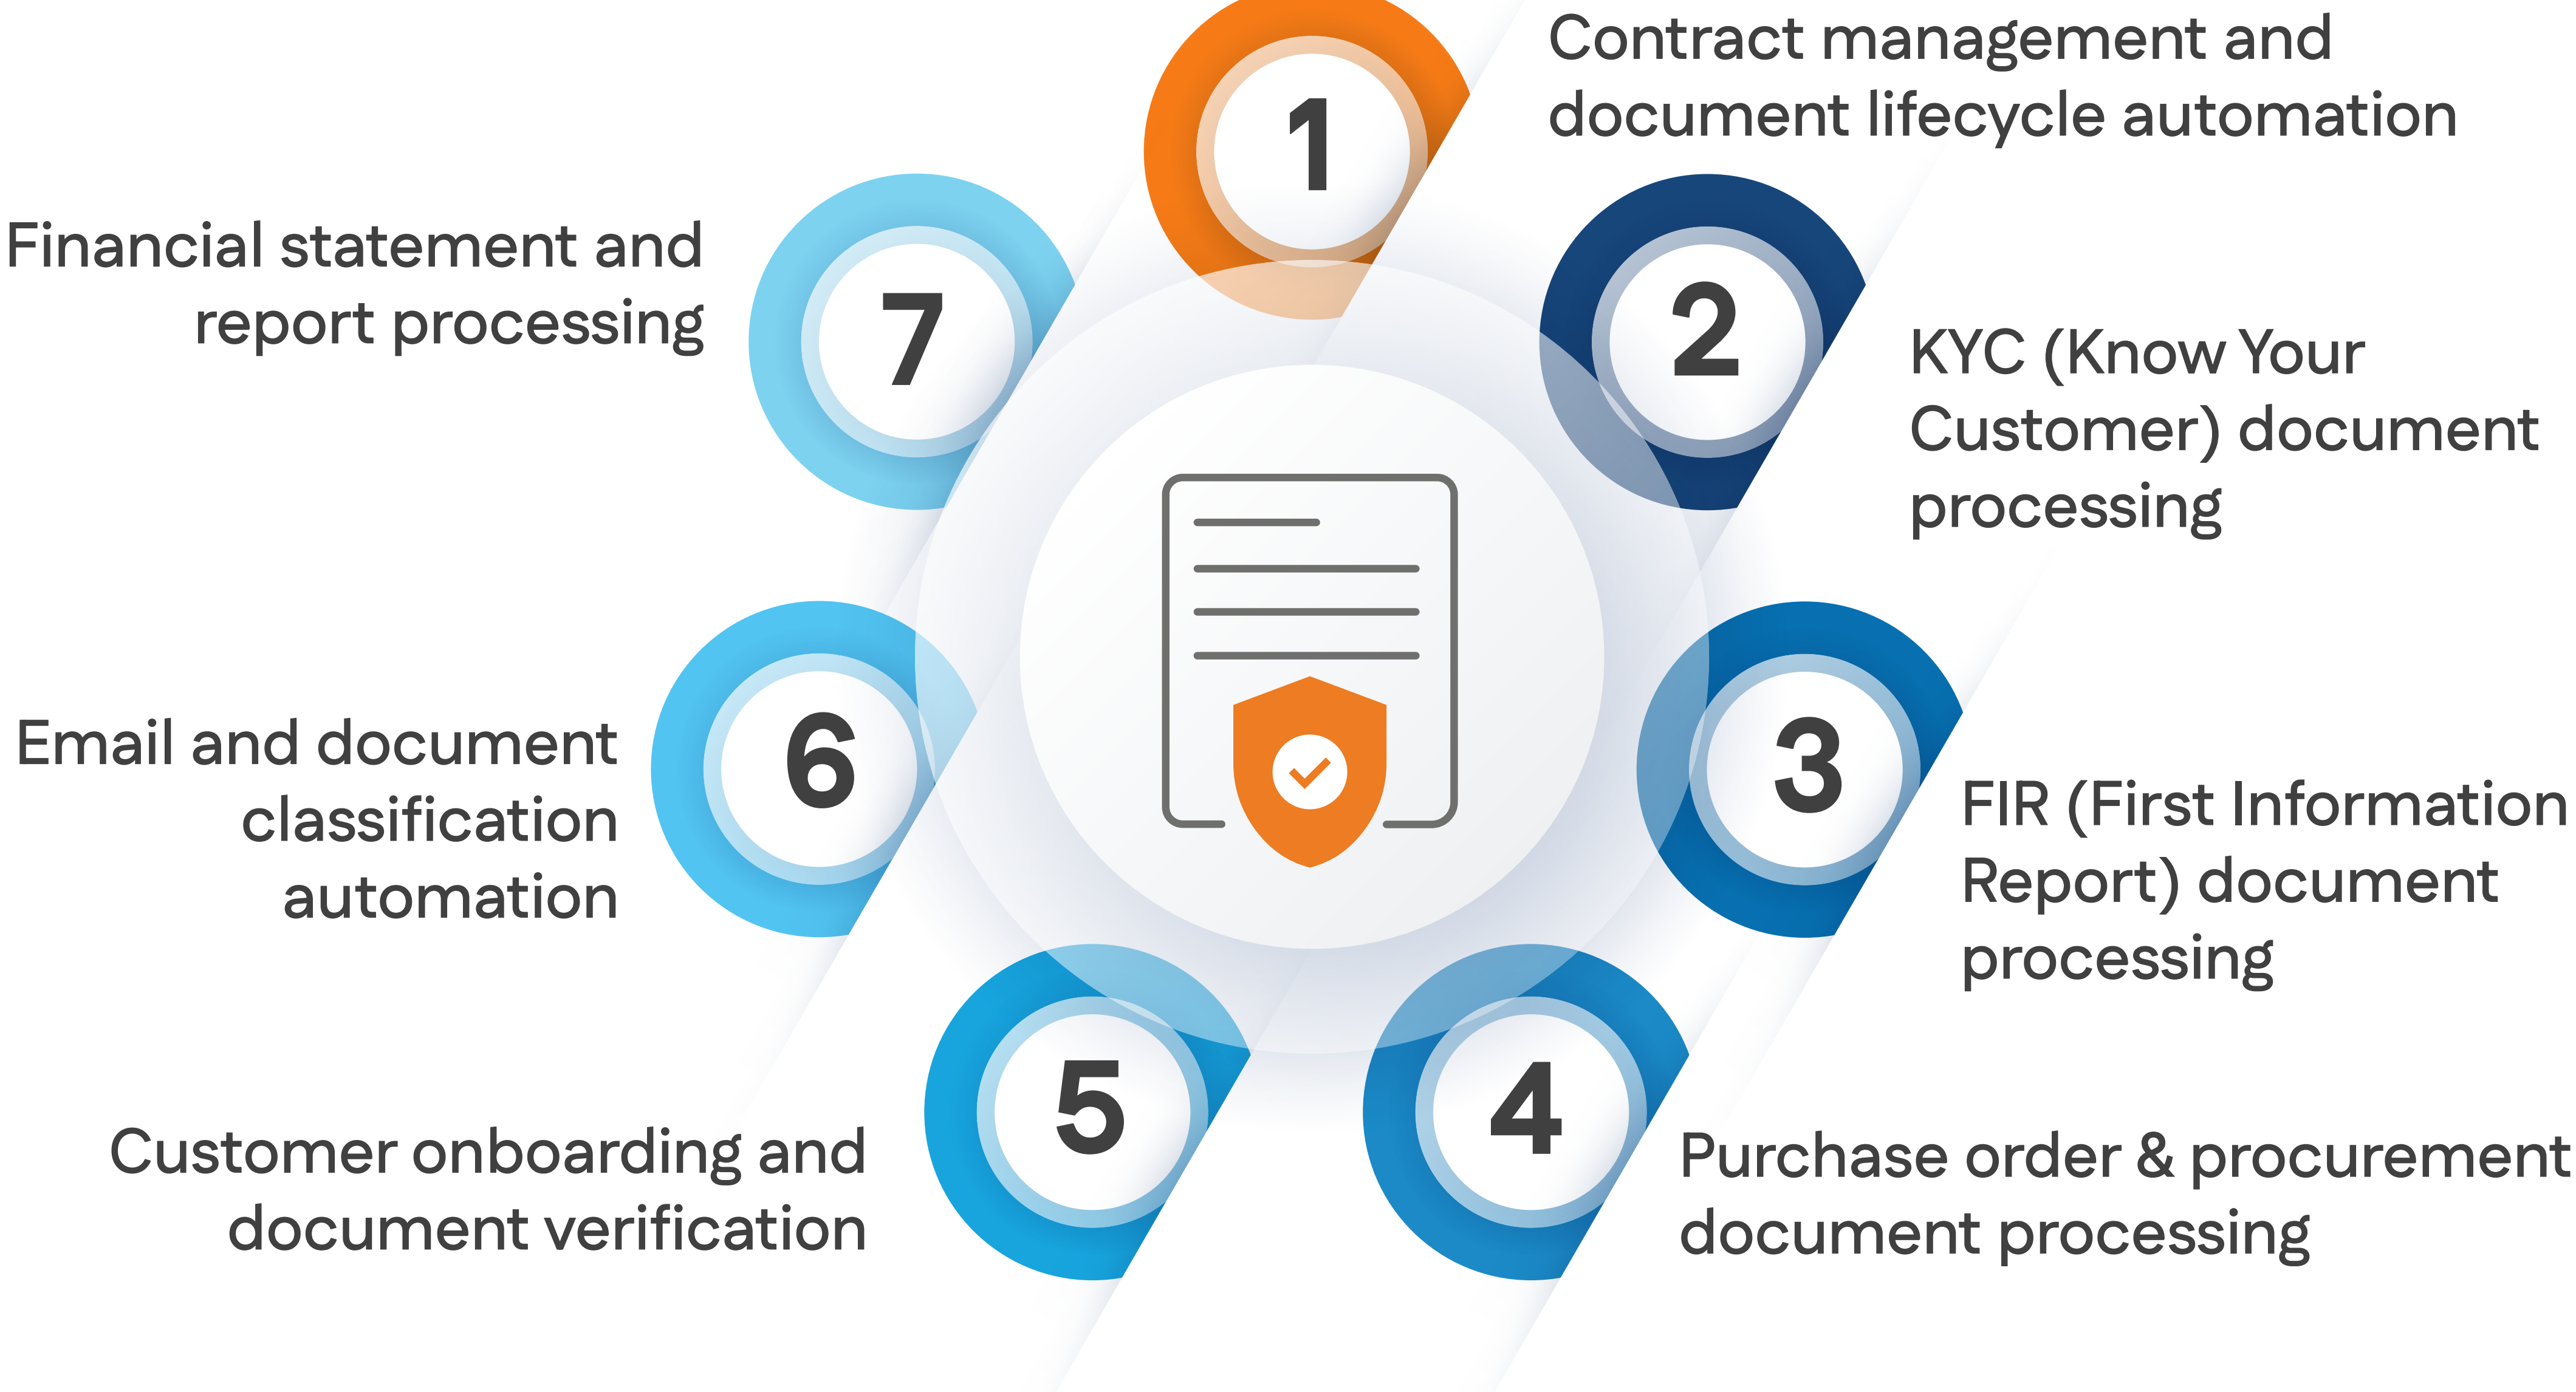 1
Contract management and
document lifecycle automation
2
KYC (Know Your
Customer) document
processing
3
FIR (First Information
Report) document
processing
4
Purchase order & procurement
document processing
5
Customer onboarding and
document verification
6
Email and document
classification
automation
7
Financial statement and
report processing